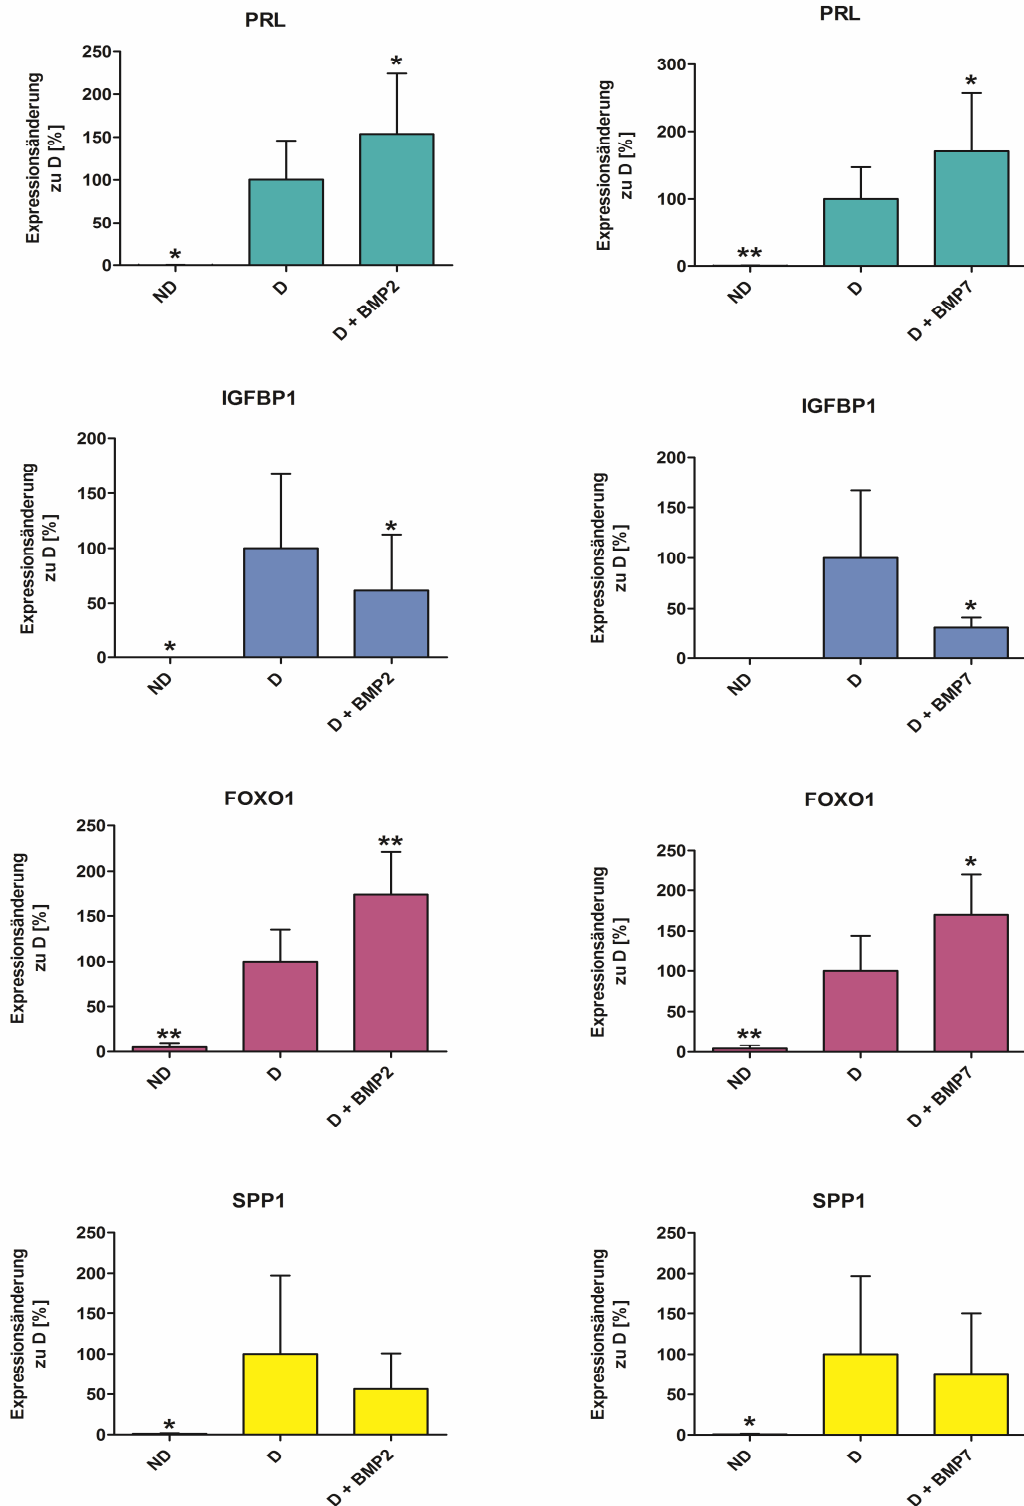 PRL
Expressionsänderung
zu D [%]
250
200
150
100
50
0
*
*
ND
D
D + BMP2
PRL
Expressionsänderung
zu D [%]
300
200
100
0
**
*
ND
D
D + BMP7
IGFBP1
Expressionsänderung
zu D [%]
200
150
100
50
0
*
*
ND
D
D + BMP2
IGFBP1
Expressionsänderung
zu D [%]
200
150
100
50
0
*
ND
D
D + BMP7
FOXO1
Expressionsänderung
zu D [%]
250
200
150
100
50
0
**
**
ND
D
D + BMP2
FOXO1
Expressionsänderung
zu D [%]
250
200
150
100
50
0
**
*
ND
D
D + BMP7
SPP1
Expressionsänderung
zu D [%]
250
200
150
100
50
0
*
ND
D
D + BMP2
SPP1
Expressionsänderung
zu D [%]
250
200
150
100
50
0
*
ND
D
D + BMP7